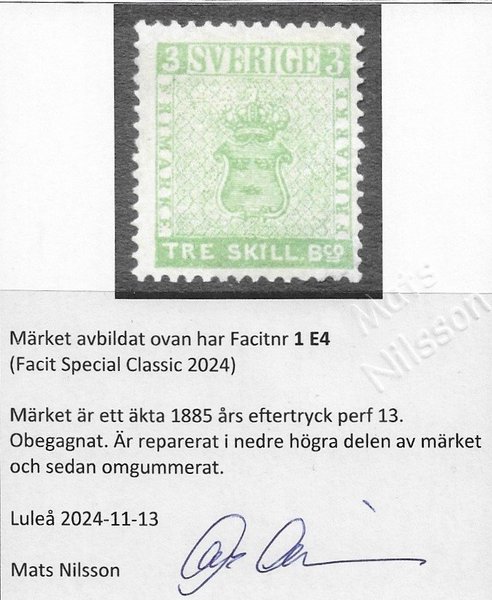 3 SVERIGE 3
FRIMARKE
FRIMARKE
TRE SKILL. Bco
Mats
Nilsson
Märket avbildat ovan har Facitnr 1 E4
(Facit Special Classic 2024)
Märket är ett äkta 1885 års eftertryck perf 13.
Obegagnat. Är reparerat i nedre högra delen av märket
och sedan omgummerat.
Luleå 2024-11-13
Mats Nilsson